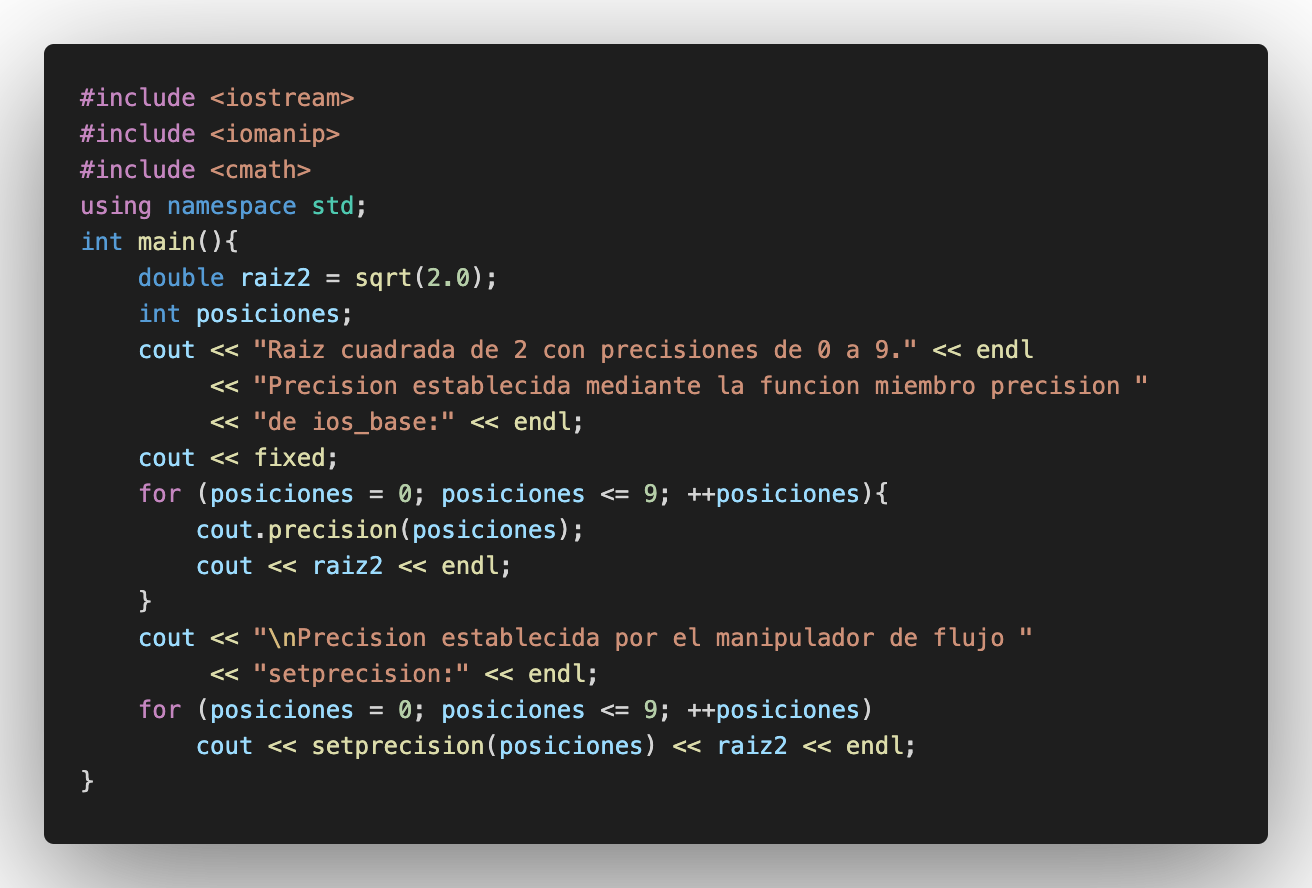 #include <iostream>
#include <iomanip>
#include <cmath>
using namespace std;
int main(){
    double raiz2 = sqrt(2.0);
    int posiciones;
    cout << "Raiz cuadrada de 2 con precisiones de 0 a 9." << endl
         << "Precision establecida mediante la funcion miembro precision "
         << "de ios_base:" << endl;
    cout << fixed;
    for (posiciones = 0; posiciones <= 9; ++posiciones){
        cout.precision(posiciones);
        cout << raiz2 << endl;
    }
    cout << "\nPrecision establecida por el manipulador de flujo "
         << "setprecision:" << endl;
    for (posiciones = 0; posiciones <= 9; ++posiciones)
        cout << setprecision(posiciones) << raiz2 << endl;
}